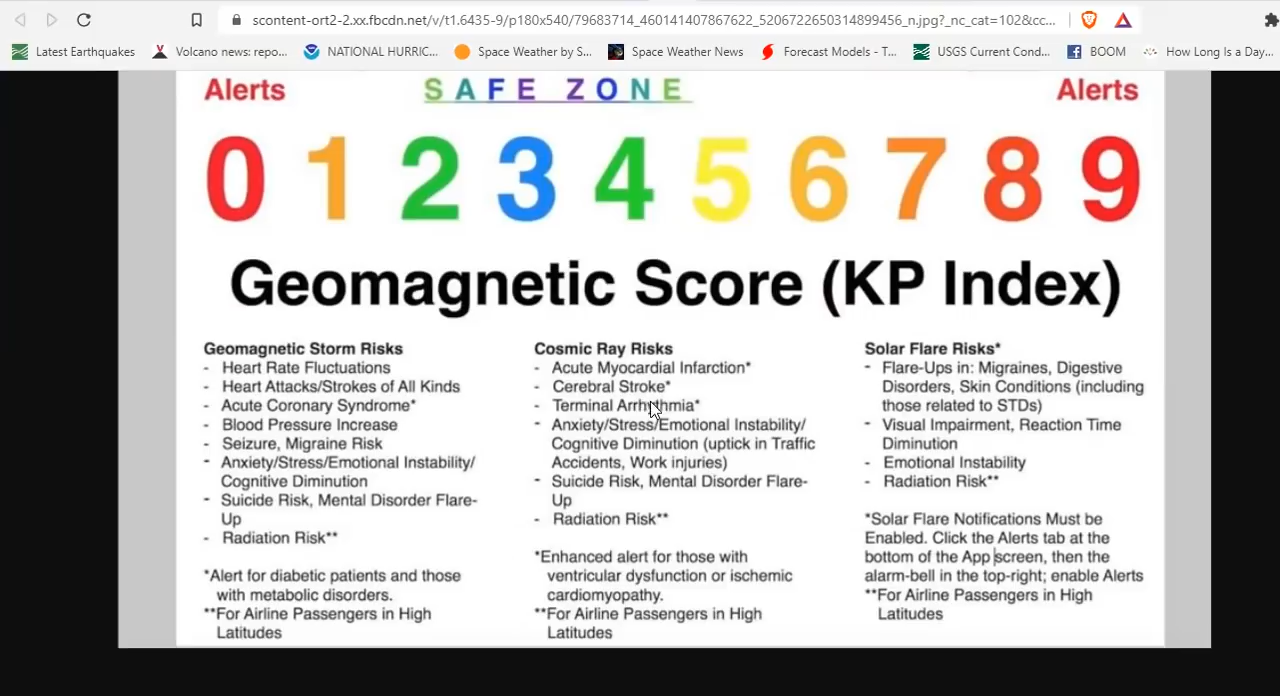 scontent-ort2-2.xx.fbcdn.net/v/t1.6435-9/p180x540/79683714_460141407867622_5206722650314899456_n.jpg?_nc_cat=102&cc...
Latest Earthquakes
Volcano news: repo...
NATIONAL HURRIC...
Space Weather by S...
Space Weather News
Forecast Models - T...
USGS Current Cond...
BOOM
How Long Is a Day...
Alerts
SAFE ZONE
Alerts
0 1 2 3 4 5 6 7 8 9
Geomagnetic Score (KP Index)
Geomagnetic Storm Risks
- Heart Rate Fluctuations
- Heart Attacks/Strokes of All Kinds
- Acute Coronary Syndrome*
- Blood Pressure Increase
- Seizure, Migraine Risk
- Anxiety/Stress/Emotional Instability/
Cognitive Diminution
- Suicide Risk, Mental Disorder Flare-
Up
- Radiation Risk**
*Alert for diabetic patients and those
with metabolic disorders.
**For Airline Passengers in High
Latitudes
Cosmic Ray Risks
- Acute Myocardial Infarction*
- Cerebral Stroke*
- Terminal Arrhythmia*
- Anxiety/Stress/Emotional Instability/
Cognitive Diminution (uptick in Traffic
Accidents, Work injuries)
- Suicide Risk, Mental Disorder Flare-
Up
- Radiation Risk**
*Enhanced alert for those with
ventricular dysfunction or ischemic
cardiomyopathy.
**For Airline Passengers in High
Latitudes
Solar Flare Risks*
- Flare-Ups in: Migraines, Digestive
Disorders, Skin Conditions (including
those related to STDs)
- Visual Impairment, Reaction Time
Diminution
- Emotional Instability
- Radiation Risk**
*Solar Flare Notifications Must be
Enabled. Click the Alerts tab at the
bottom of the App screen, then the
alarm-bell in the top-right; enable Alerts
**For Airline Passengers in High
Latitudes